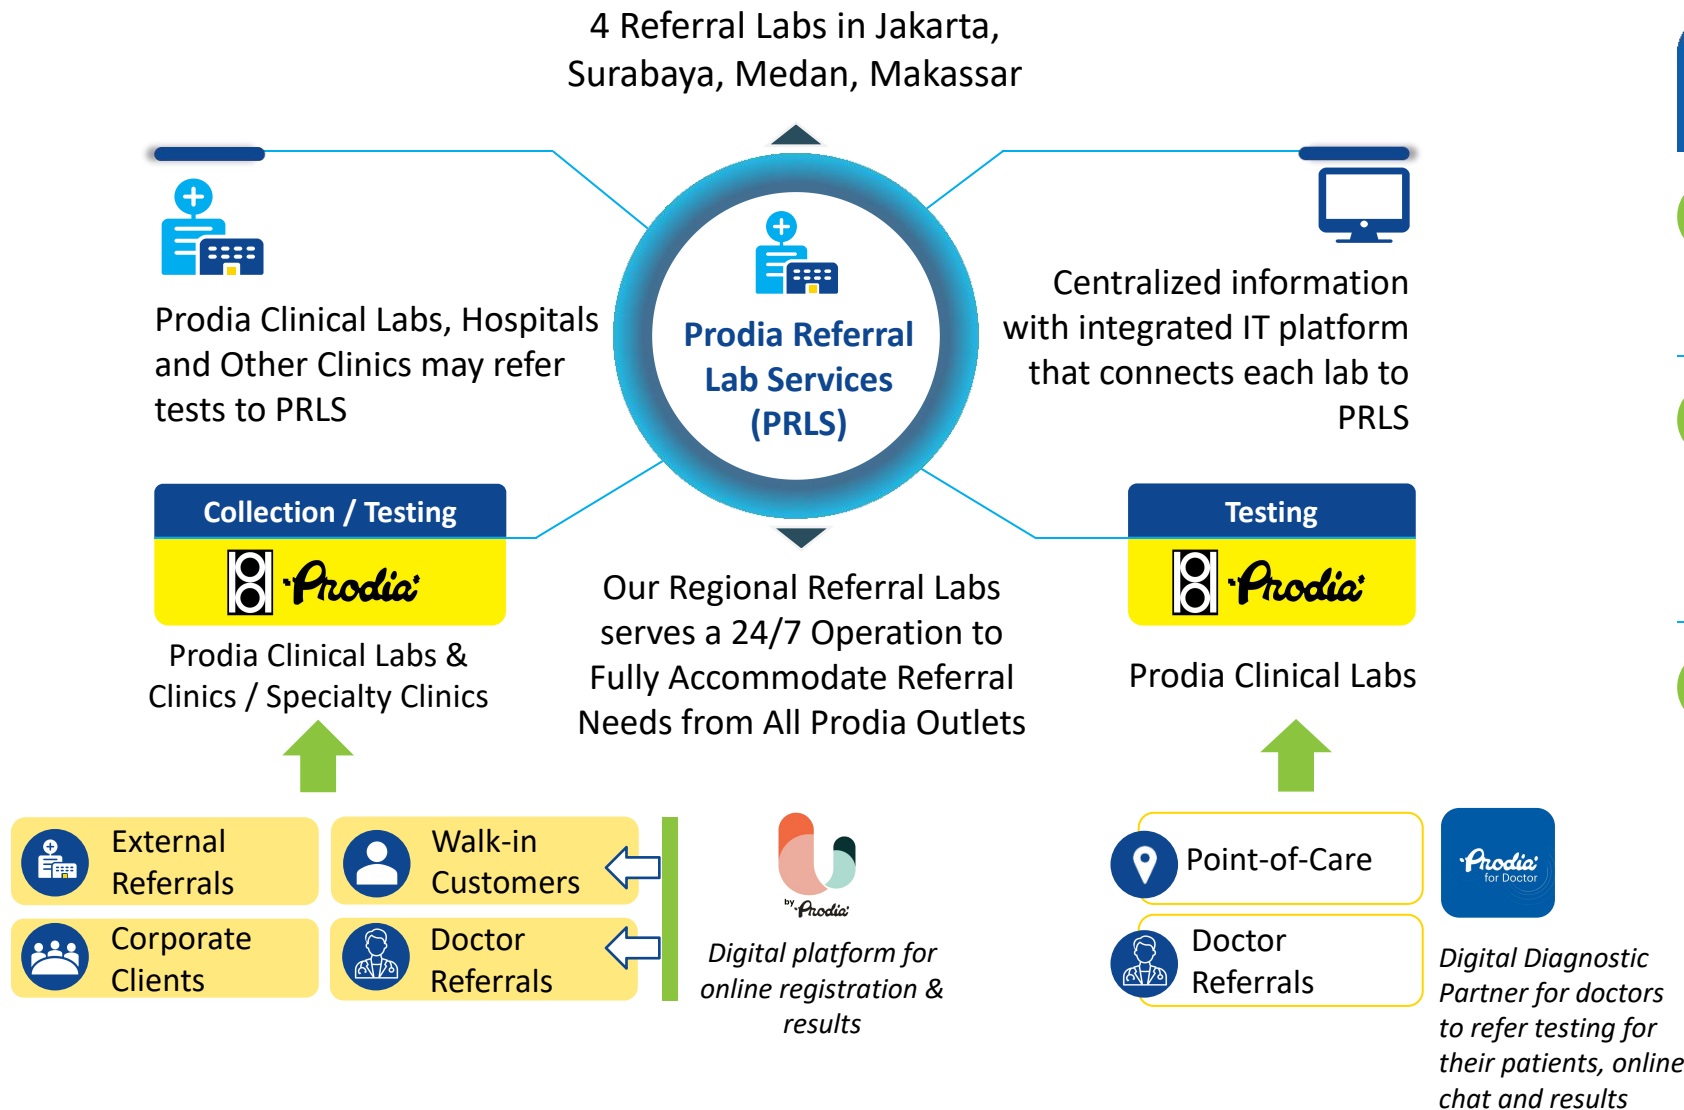 4 Referral Labs in Jakarta,
Surabaya, Medan, Makassar
Prodia Clinical Labs, Hospitals
and Other Clinics may refer
tests to PRLS
Prodia Referral
Lab Services
(PRLS)
Centralized information
with integrated IT platform
that connects each lab to
PRLS
Collection / Testing
Prodia
Prodia Clinical Labs &
Clinics / Specialty Clinics
Our Regional Referral Labs
serves a 24/7 Operation to
Fully Accommodate Referral
Needs from All Prodia Outlets
Testing
Prodia
Prodia Clinical Labs
External
Referrals
Walk-in
Customers
Corporate
Clients
Doctor
Referrals
by Prodia
Digital platform for
online registration &
results
Point-of-Care
Doctor
Referrals
Prodia
for Doctor
Digital Diagnostic
Partner for doctors
to refer testing for
their patients, online
chat and results